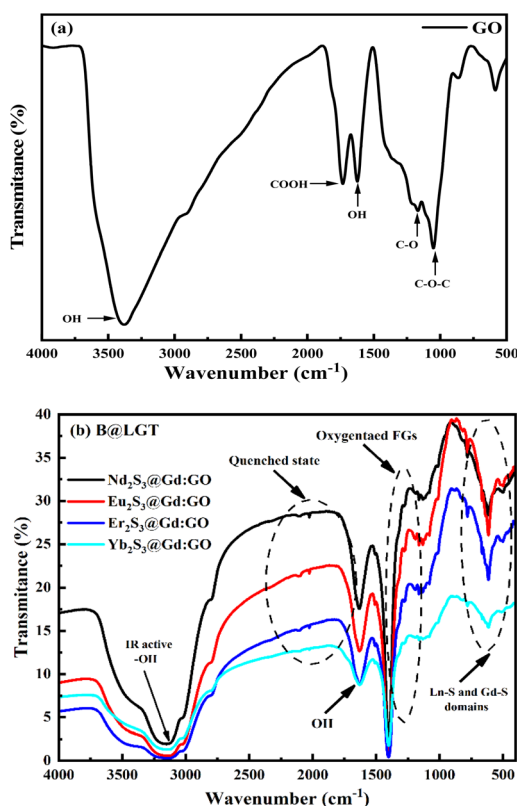 (a)
GO
Transmitance (%)
COOH
OH
C-O
C-O-C
OH
4000 3500 3000 2500 2000 1500 1000 500
Wavenumber (cm-1)
40
35
30
25
20
15
10
5
0
(b) B@LGT
Nd2S3@Gd:GO
Eu2S3@Gd:GO
Er2S3@Gd:GO
Yb2S3@Gd:GO
Oxygentaed FGs
Quenched state
Transmitance (%)
IR active
-OH
OH
Ln-S and Gd-S
domains
4000 3500 3000 2500 2000 1500 1000 500
Wavenumber (cm-1)